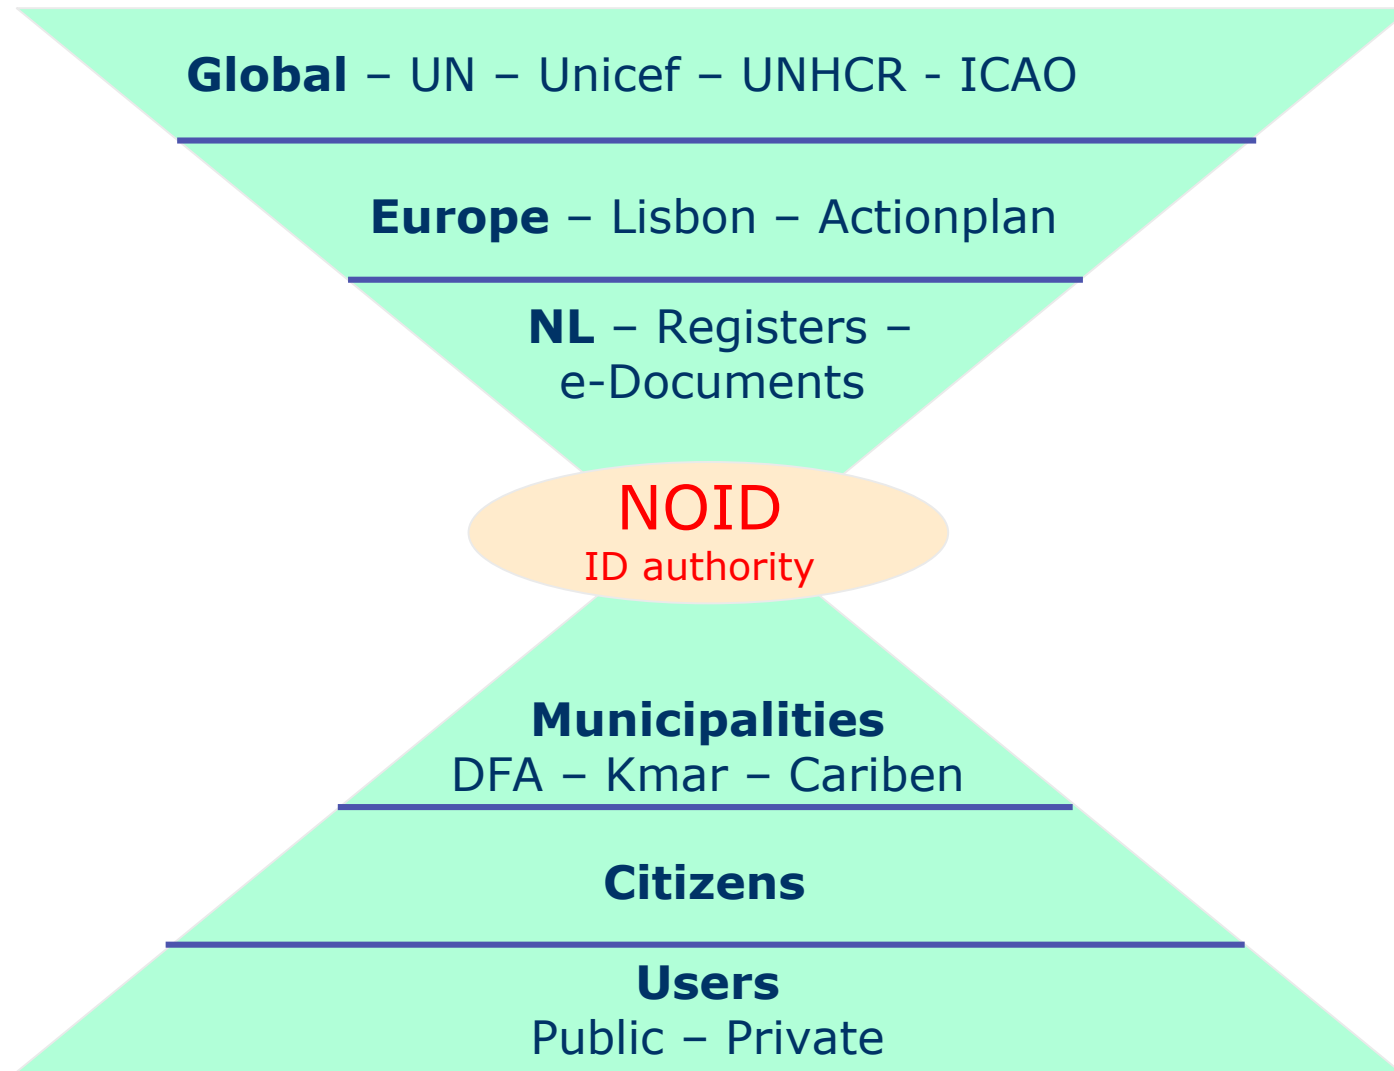 Global – UN – Unicef – UNHCR - ICAO
Europe – Lisbon – Actionplan
NL – Registers –
e-Documents
NOID
ID authority
Municipalities
DFA – Kmar – Cariben
Citizens
Users
Public – Private